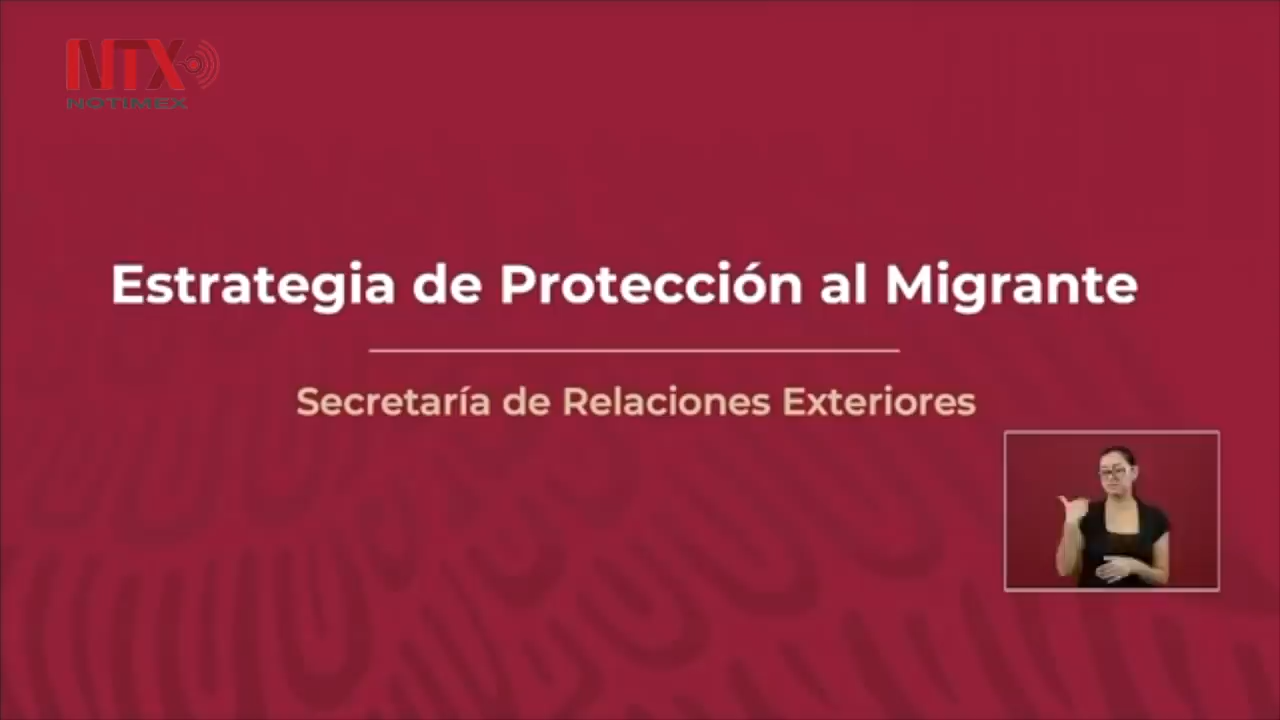 NTX
NOTIMEX
Estrategia de Protección al Migrante
Secretaría de Relaciones Exteriores